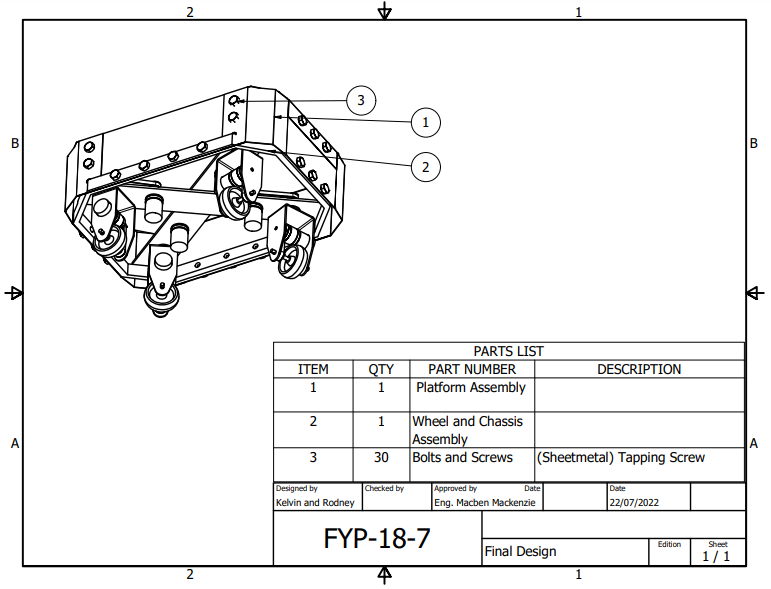 2 1
3
1
2
B B
PARTS LIST
ITEM QTY PART NUMBER DESCRIPTION
1 1 Platform Assembly
2 1 Wheel and Chassis
Assembly
3 30 Bolts and Screws (Sheetmetal) Tapping Screw
A A
Designed by Checked by Approved by Date Date
Kelvin and Rodney Eng. Macben Mackenzie 22/07/2022
FYP-18-7
Final Design
Edition Sheet
1 / 1
2 1